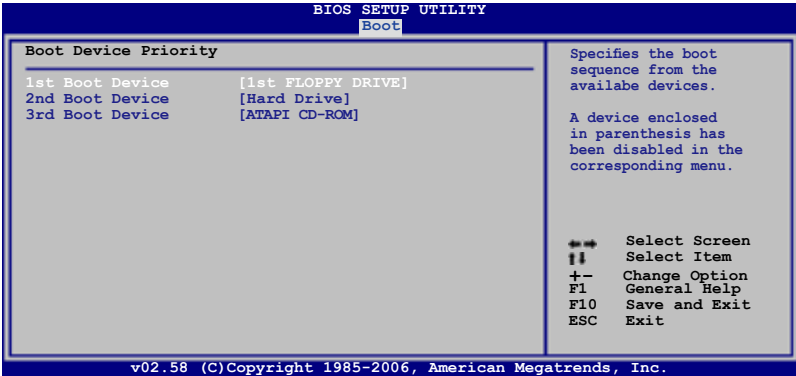 BIOS SETUP UTILITY
Boot
Boot Device Priority
1st Boot Device [1st FLOPPY DRIVE]
2nd Boot Device [Hard Drive]
3rd Boot Device [ATAPI CD-ROM]
Specifies the boot
sequence from the
availabe devices.
A device enclosed
in parenthesis has
been disabled in the
corresponding menu.
←→ Select Screen
↑↓ Select Item
+- Change Option
F1 General Help
F10 Save and Exit
ESC Exit
v02.58 (C)Copyright 1985-2006, American Megatrends, Inc.